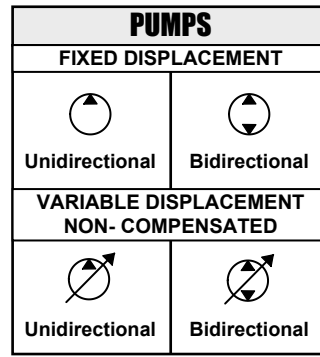 PUMPS
FIXED DISPLACEMENT
Unidirectional
Bidirectional
VARIABLE DISPLACEMENT
NON- COMPENSATED
Unidirectional
Bidirectional